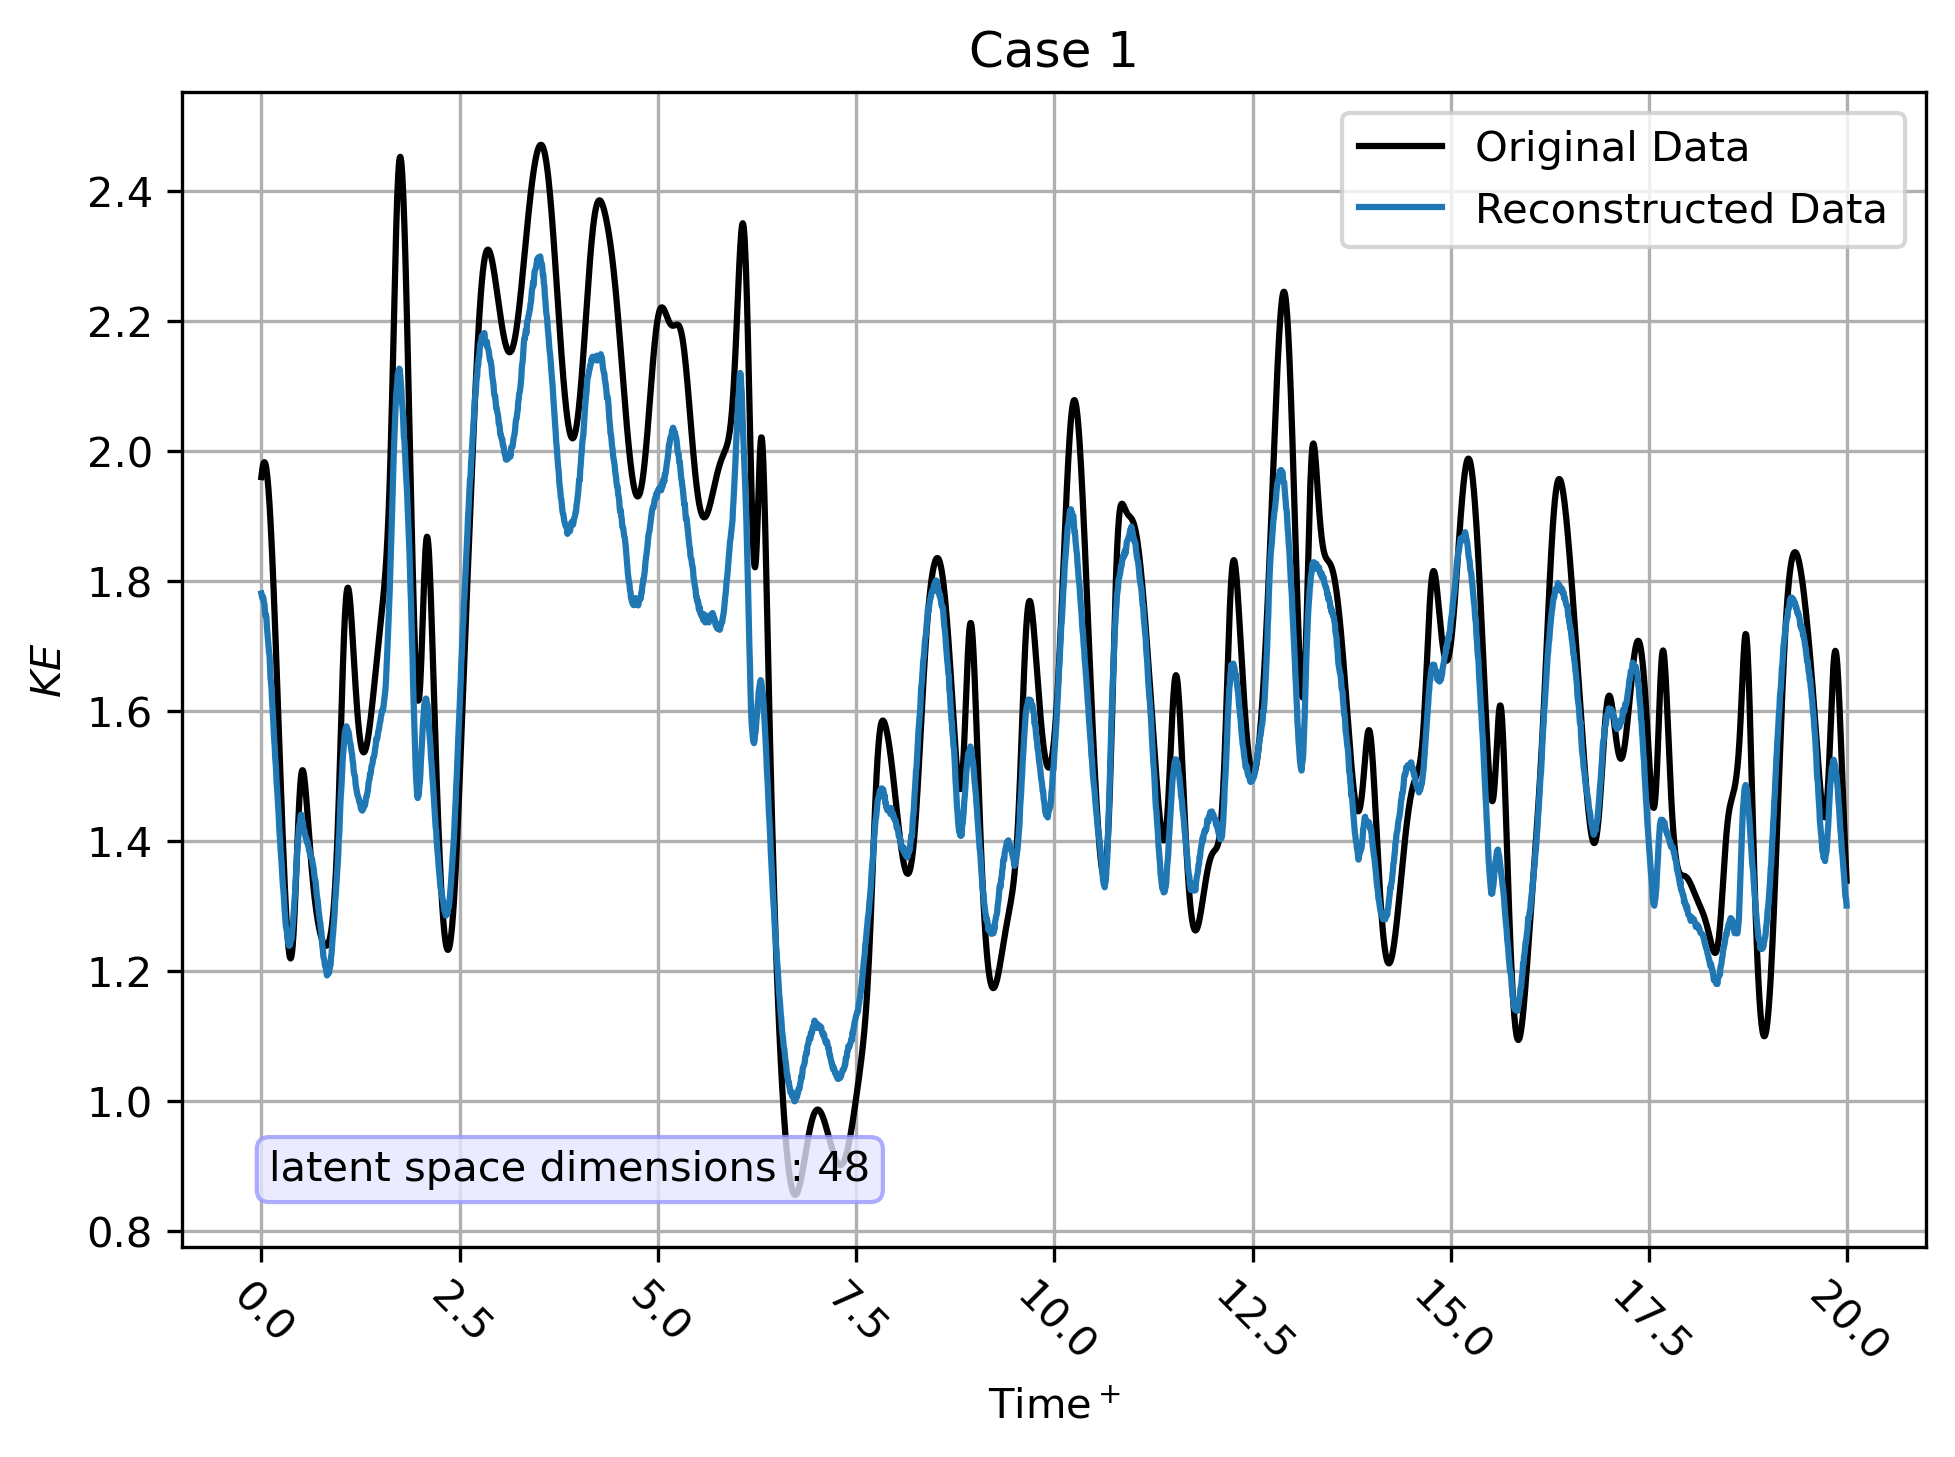 Case 1
Original Data
Reconstructed Data
KE
2.4
2.2
2.0
1.8
1.6
1.4
1.2
1.0
0.8
latent space dimensions : 48
0.0 2.5 5.0 7.5 10.0 12.5 15.0 17.5 20.0
Time⁺